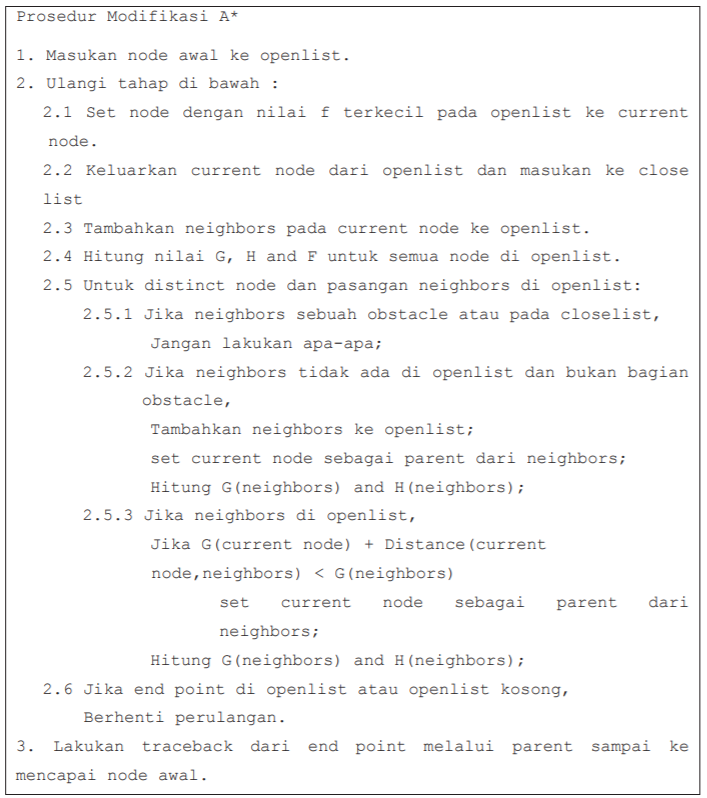 Prosedur Modifikasi A*
1. Masukan node awal ke openlist.
2. Ulangi tahap di bawah :
2.1 Set node dengan nilai f terkecil pada openlist ke current
node.
2.2 Keluarkan current node dari openlist dan masukan ke close
list
2.3 Tambahkan neighbors pada current node ke openlist.
2.4 Hitung nilai G, H and F untuk semua node di openlist.
2.5 Untuk distinct node dan pasangan neighbors di openlist:
2.5.1 Jika neighbors sebuah obstacle atau pada closelist,
Jangan lakukan apa-apa;
2.5.2 Jika neighbors tidak ada di openlist dan bukan bagian
obstacle,
Tambahkan neighbors ke openlist;
set current node sebagai parent dari neighbors;
Hitung G(neighbors) and H(neighbors);
2.5.3 Jika neighbors di openlist,
Jika G(current node) + Distance(current
node,neighbors) < G(neighbors)
set current node sebagai parent dari
neighbors;
Hitung G(neighbors) and H(neighbors);
2.6 Jika end point di openlist atau openlist kosong,
Berhenti perulangan.
3. Lakukan traceback dari end point melalui parent sampai ke
mencapai node awal.